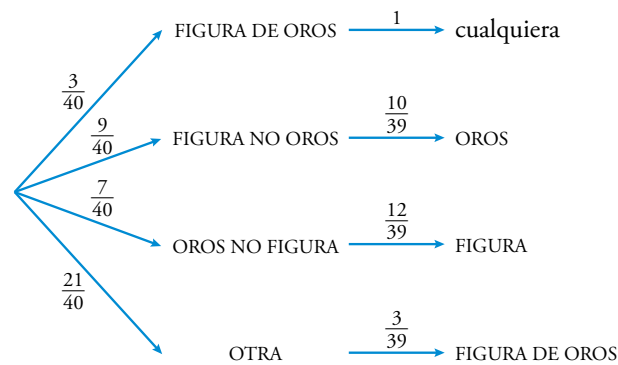 3/40 FIGURA DE OROS 1 cualquiera
9/40 FIGURA NO OROS 10/39 OROS
7/40 OROS NO FIGURA 12/39 FIGURA
21/40 OTRA 3/39 FIGURA DE OROS